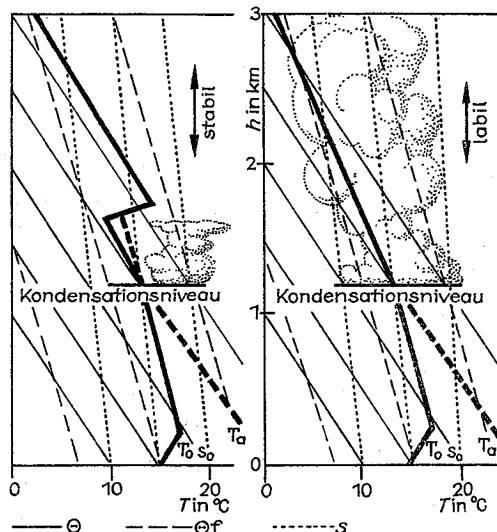 3
h in km
2
1
0
stabil
labil
Kondensationsniveau
Kondensationsniveau
T₀ s₀
Tₐ
T₀ s₀
Tₐ
0 10 20
T in °C
0 10 20
T in °C
Θ
Θf
s